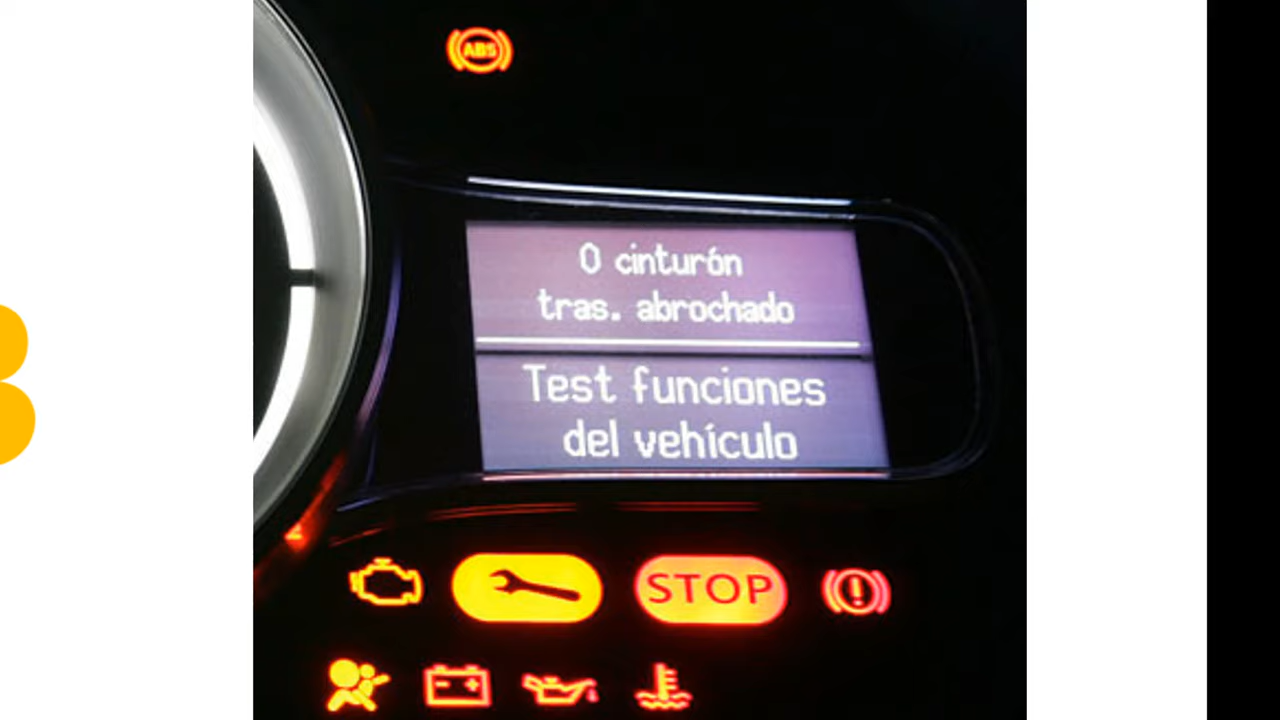 ABS
0 cinturón
tras. abrochado
Test funciones
del vehículo
STOP